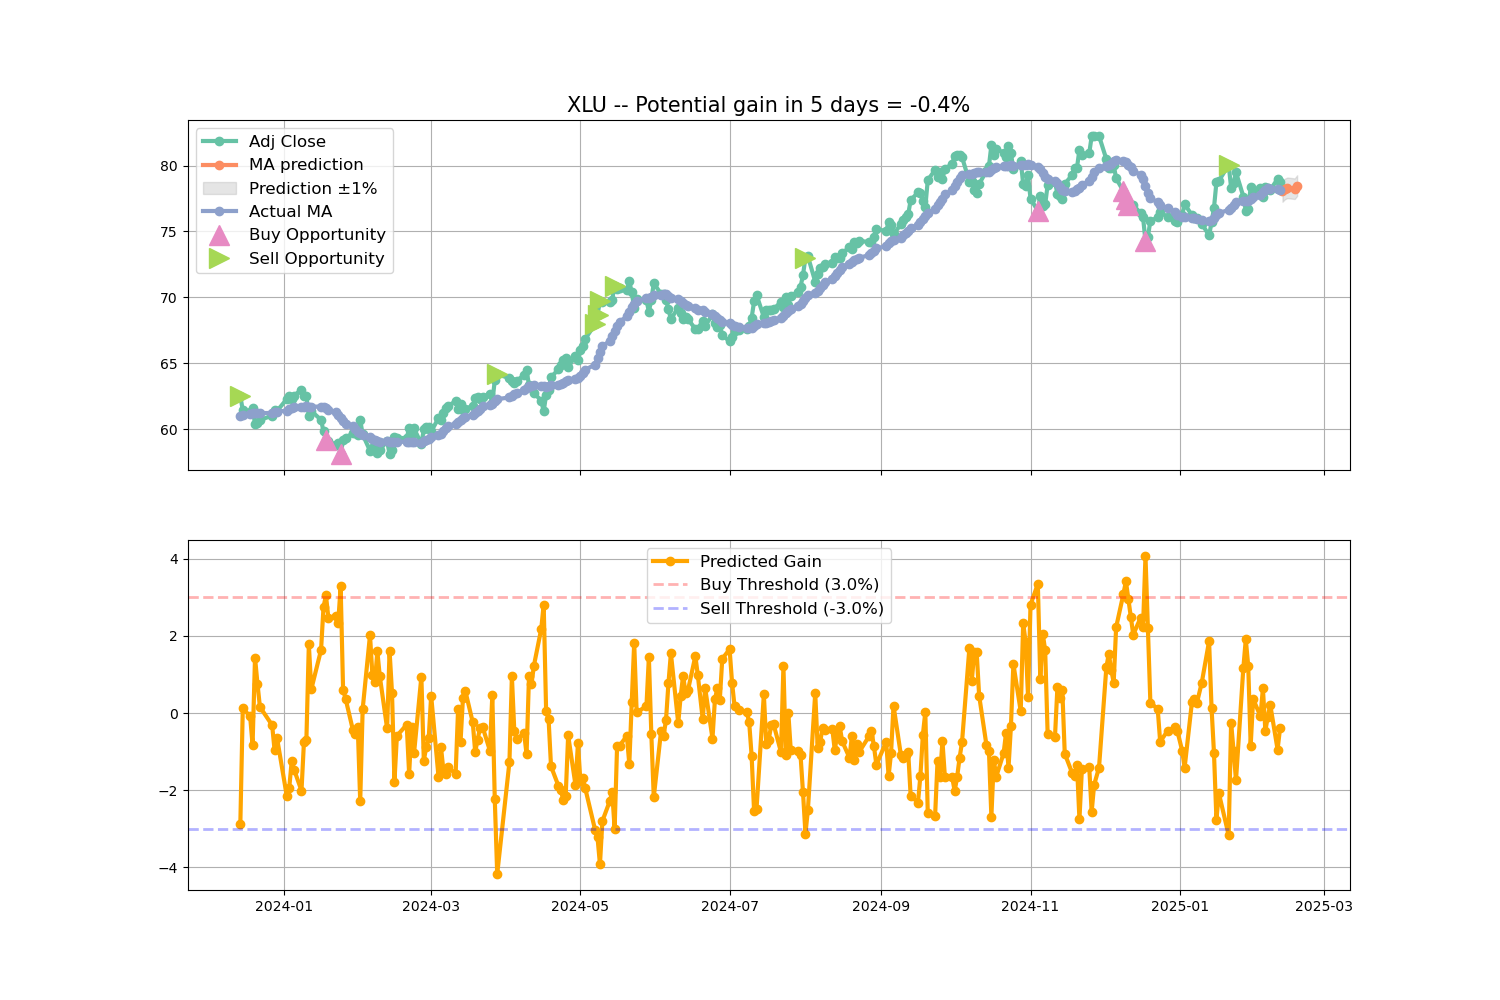 XLU -- Potential gain in 5 days = -0.4%
Adj Close
MA prediction
Prediction ±1%
Actual MA
Buy Opportunity
Sell Opportunity
80
75
70
65
60
Predicted Gain
Buy Threshold (3.0%)
Sell Threshold (-3.0%)
4
2
0
−2
−4
2024-01 2024-03 2024-05 2024-07 2024-09 2024-11 2025-01 2025-03